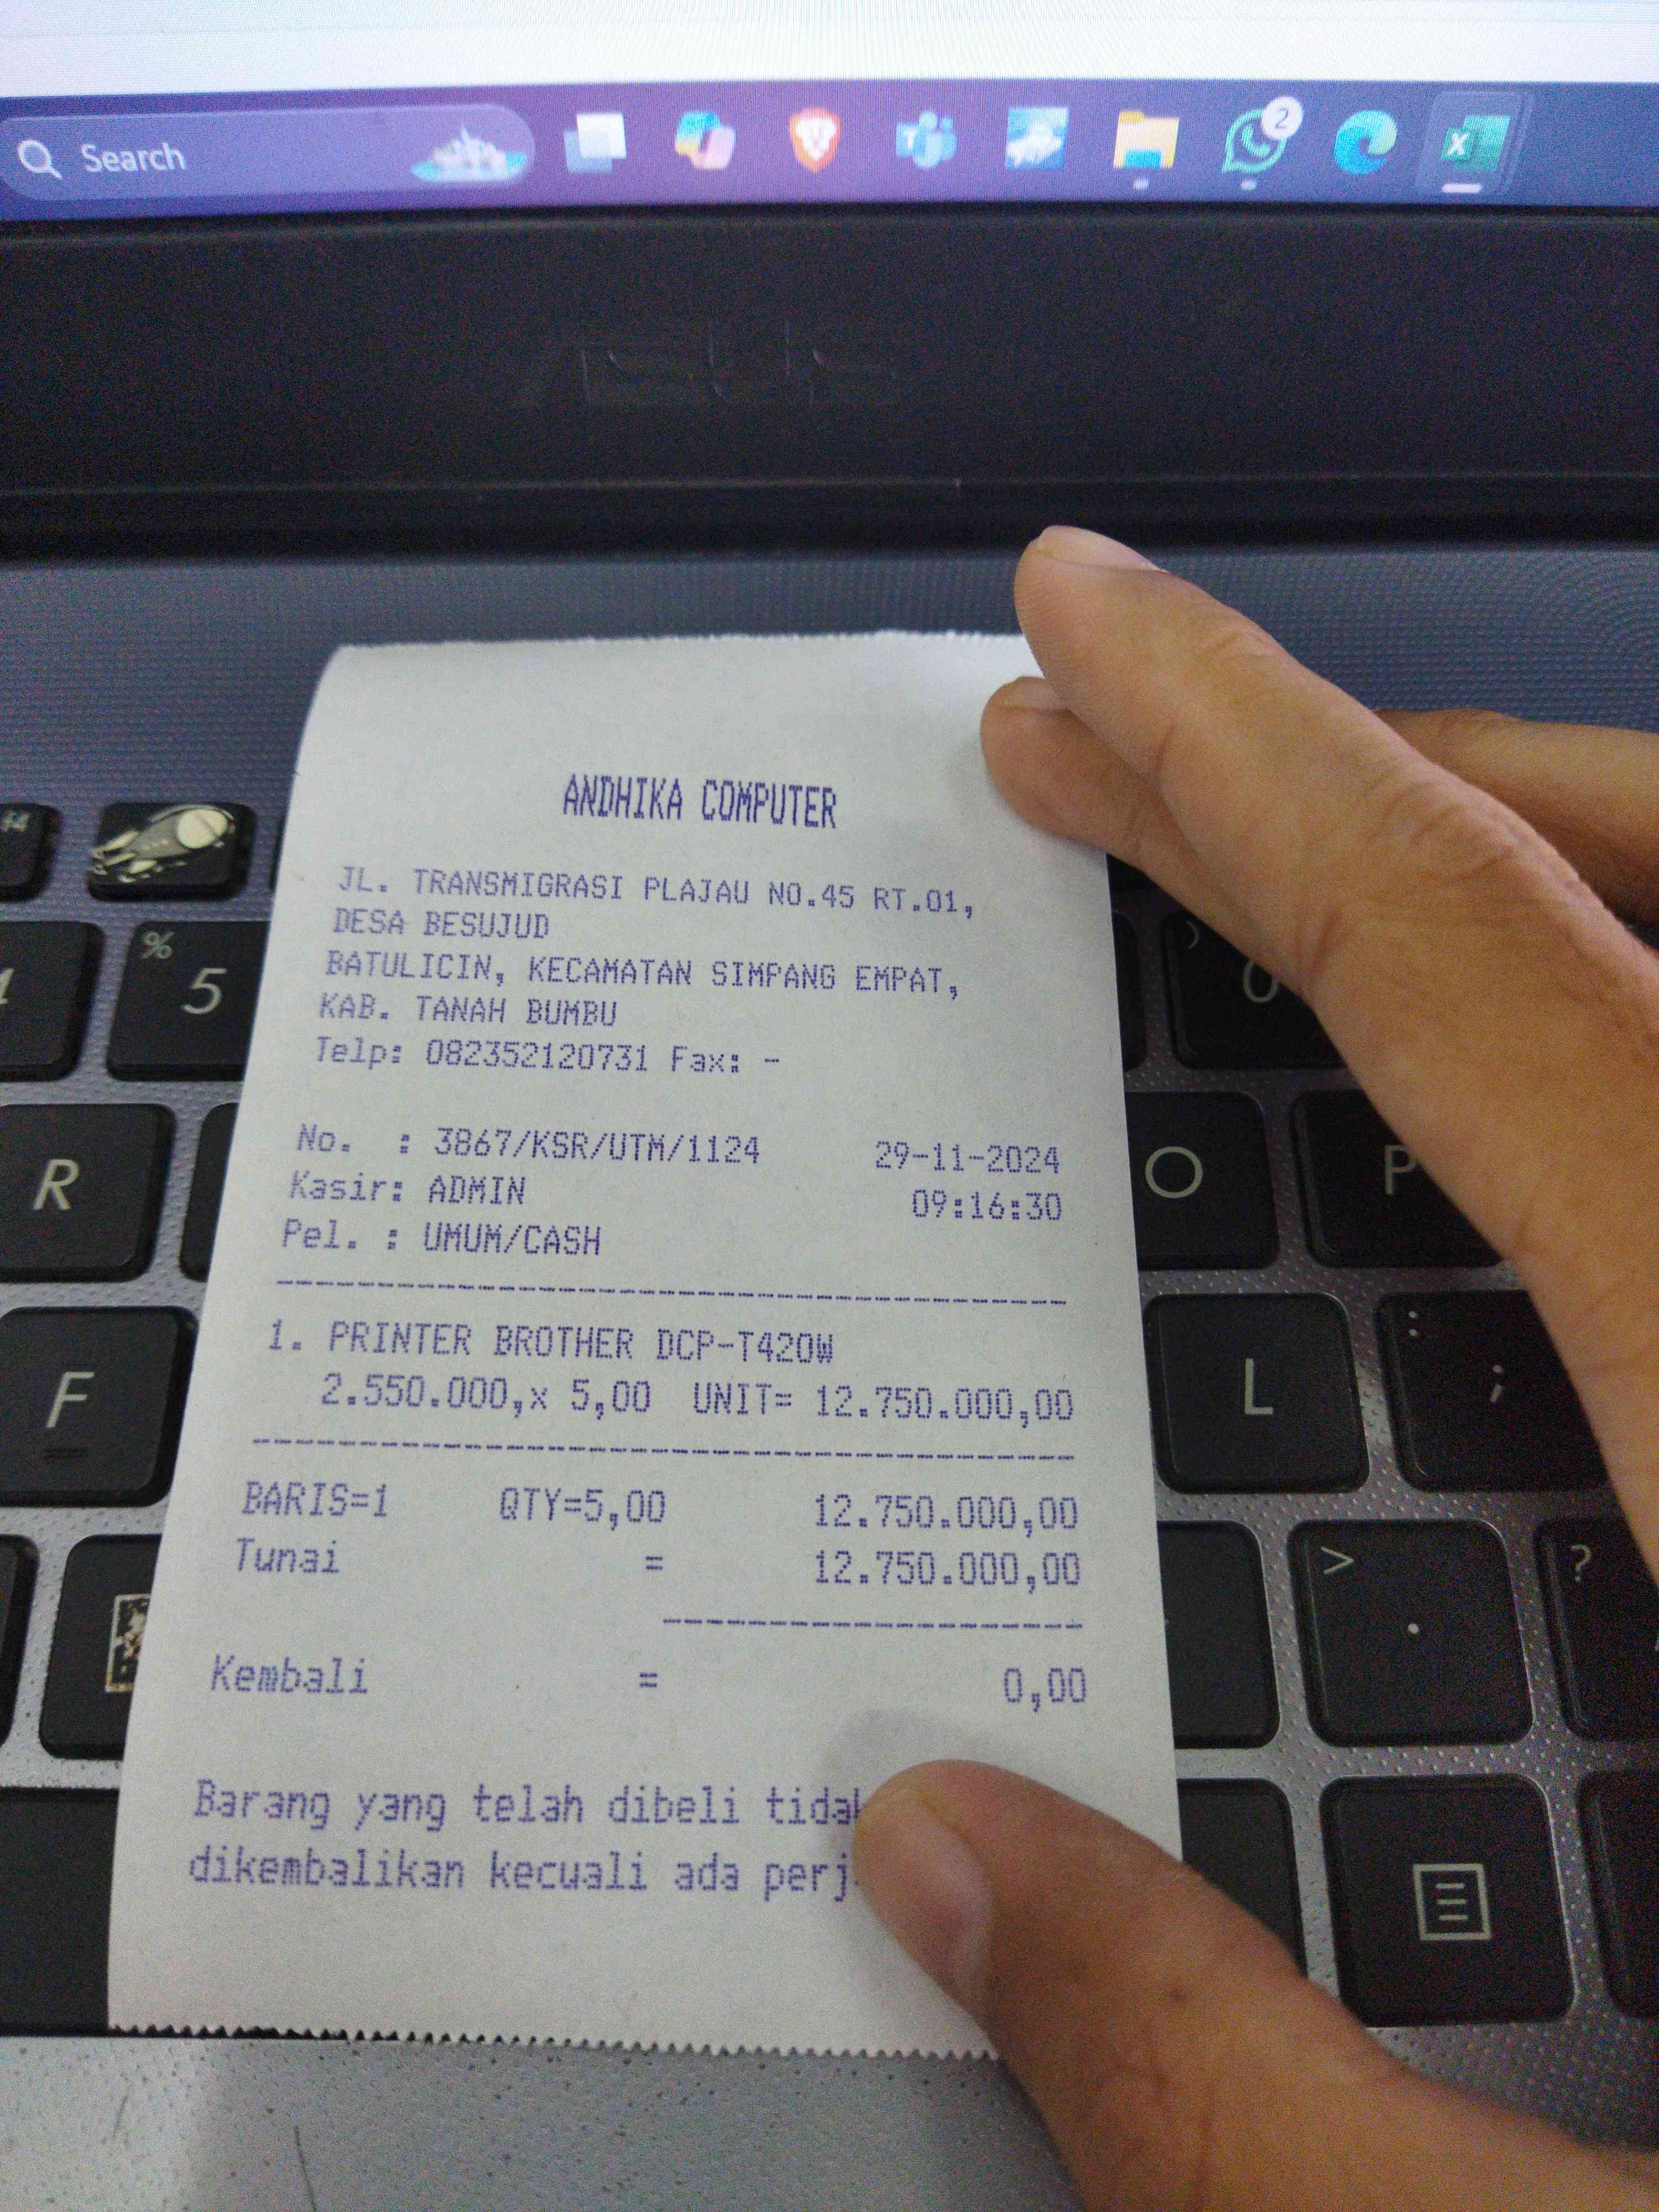 Search
2
ANDHIKA COMPUTER
JL. TRANSMIGRASI PLAJAU NO.45 RT.01,
DESA BESUJUD
BATULICIN, KECAMATAN SIMPANG EMPAT,
KAB. TANAH BUMBU
Telp: 082352120731 Fax: -
No. : 3867/KSR/UTM/1124 29-11-2024
Kasir: ADMIN 09:16:30
Pel. : UMUM/CASH
1. PRINTER BROTHER DCP-T420W
2.550.000,x 5,00 UNIT= 12.750.000,00
BARIS=1 QTY=5,00 12.750.000,00
Tunai = 12.750.000,00
Kembali = 0,00
Barang yang telah dibeli
dikembalikan kecuali ada
% 5
R
O
P
F
L
: ;
> .
?